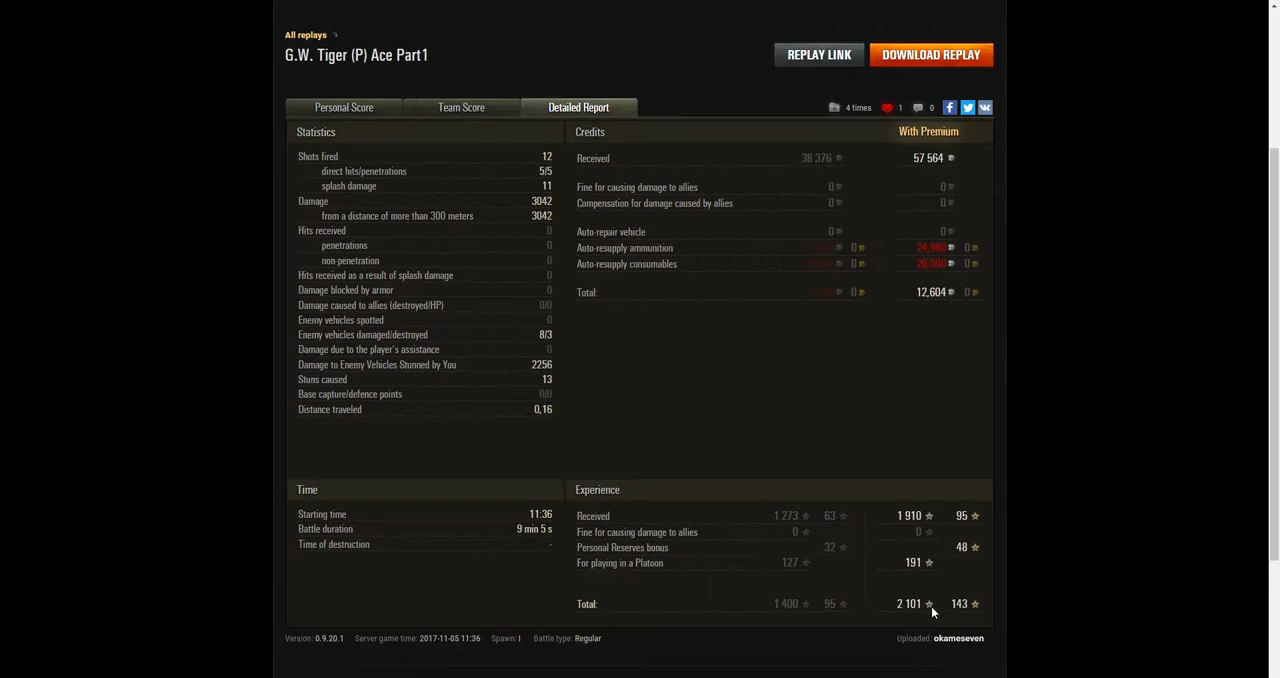 All replays
G.W. Tiger (P) Ace Part1
REPLAY LINK DOWNLOAD REPLAY
Personal Score Team Score Detailed Report 4 times 1 0
Statistics
Shots fired 12
direct hits/penetrations 5/5
splash damage 11
Damage 3042
from a distance of more than 300 meters 3042
Hits received 0
penetrations 0
non-penetration 0
Hits received as a result of splash damage 0
Damage blocked by armor 0
Damage caused to allies (destroyed/HP) 0/0
Enemy vehicles spotted 0
Enemy vehicles damaged/destroyed 8/3
Damage due to the player's assistance 0
Damage to Enemy Vehicles Stunned by You 2256
Stuns caused 13
Base capture/defence points 0/0
Distance traveled 0,16
Credits With Premium
Received 38 376 57 564
Fine for causing damage to allies 0 0
Compensation for damage caused by allies 0 0
Auto-repair vehicle 0 0
Auto-resupply ammunition 0 0
Auto-resupply consumables 0 0
Total: 0 12,604 0
Time
Starting time 11:36
Battle duration 9 min 5 s
Time of destruction -
Experience
Received 1 273 63 1 910 95
Fine for causing damage to allies 0 0
Personal Reserves bonus 32 48
For playing in a Platoon 127 191
Total: 1 400 95 2 101 143
Version: 0.9.20.1 Server game time: 2017-11-05 11:36 Spawn: I Battle type: Regular Uploaded: okameseven